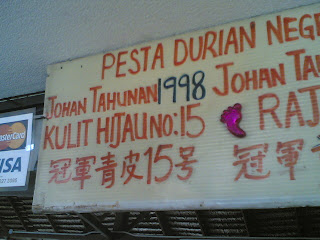 PESTA DURIAN NEGE
JOHAN TAHUNAN 1998 JOHAN TA
KULIT HIJAU NO:15 RAJ
冠軍青皮15号 冠軍
MasterCard
VISA